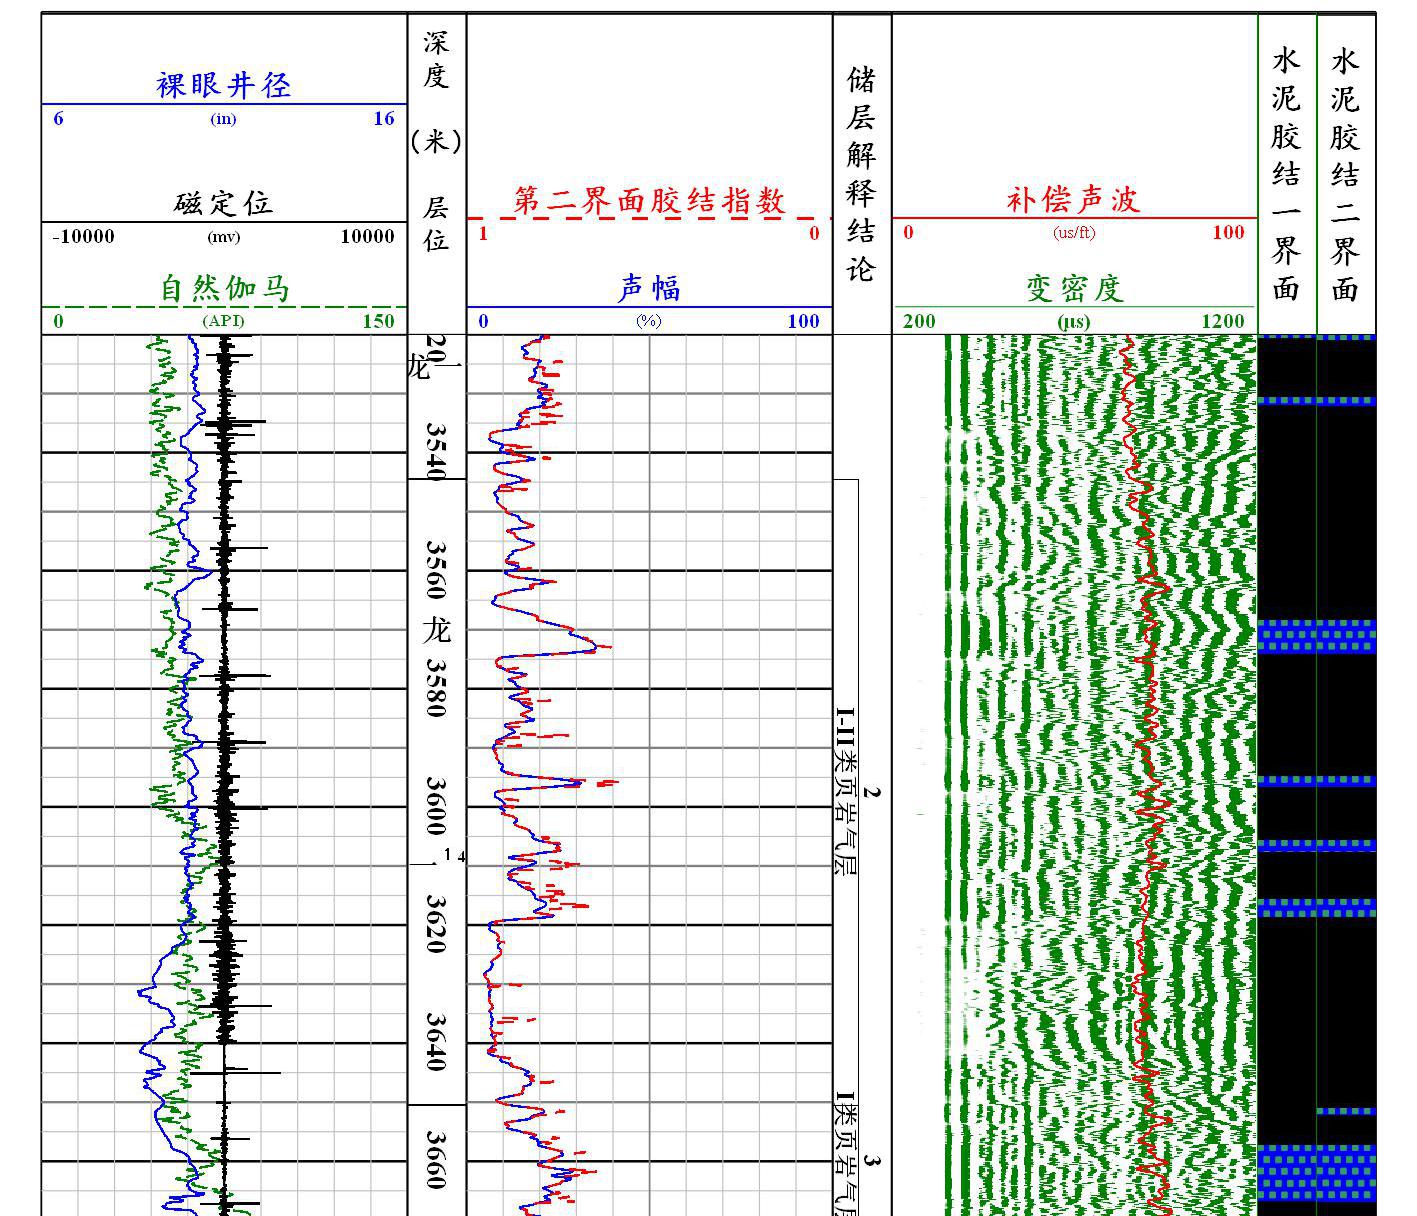 裸眼井径
6 (in) 16
磁定位
-10000 (mv) 10000
自然伽马
0 (API) 150
深度
(米)
层位
第二界面胶结指数
1 0
声幅
0 (%) 100
储层解释结论
补偿声波
0 (us/ft) 100
变密度
200 (μs) 1200
水泥胶结一界面
水泥胶结二界面
20
龙一
3540
3560
龙
3580
3600
一 1 4
3620
3640
3660
2
I-II类页岩气层
3
I类页岩气层